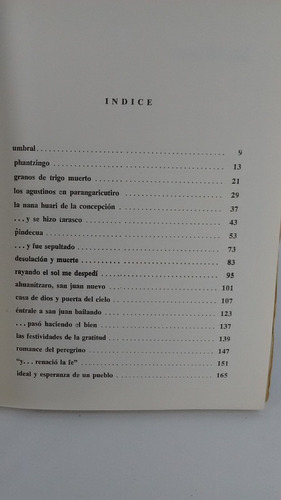 INDICE
umbral 9
phantzingo 13
granos de trigo muerto 21
los agustinos en parangaricutiro 29
la nana huari de la concepción 37
...y se hizo tarasco 43
pindecua 53
...y fue sepultado 73
desolación y muerte 83
rayando el sol me despedí 95
ahuanitzaro, san juan nuevo 101
casa de dios y puerta del cielo 107
éntrale a san juan bailando 123
...pasó haciendo el bien 137
las festividades de la gratitud 139
romance del peregrino 147
"y... renació la fe" 151
ideal y esperanza de un pueblo 165